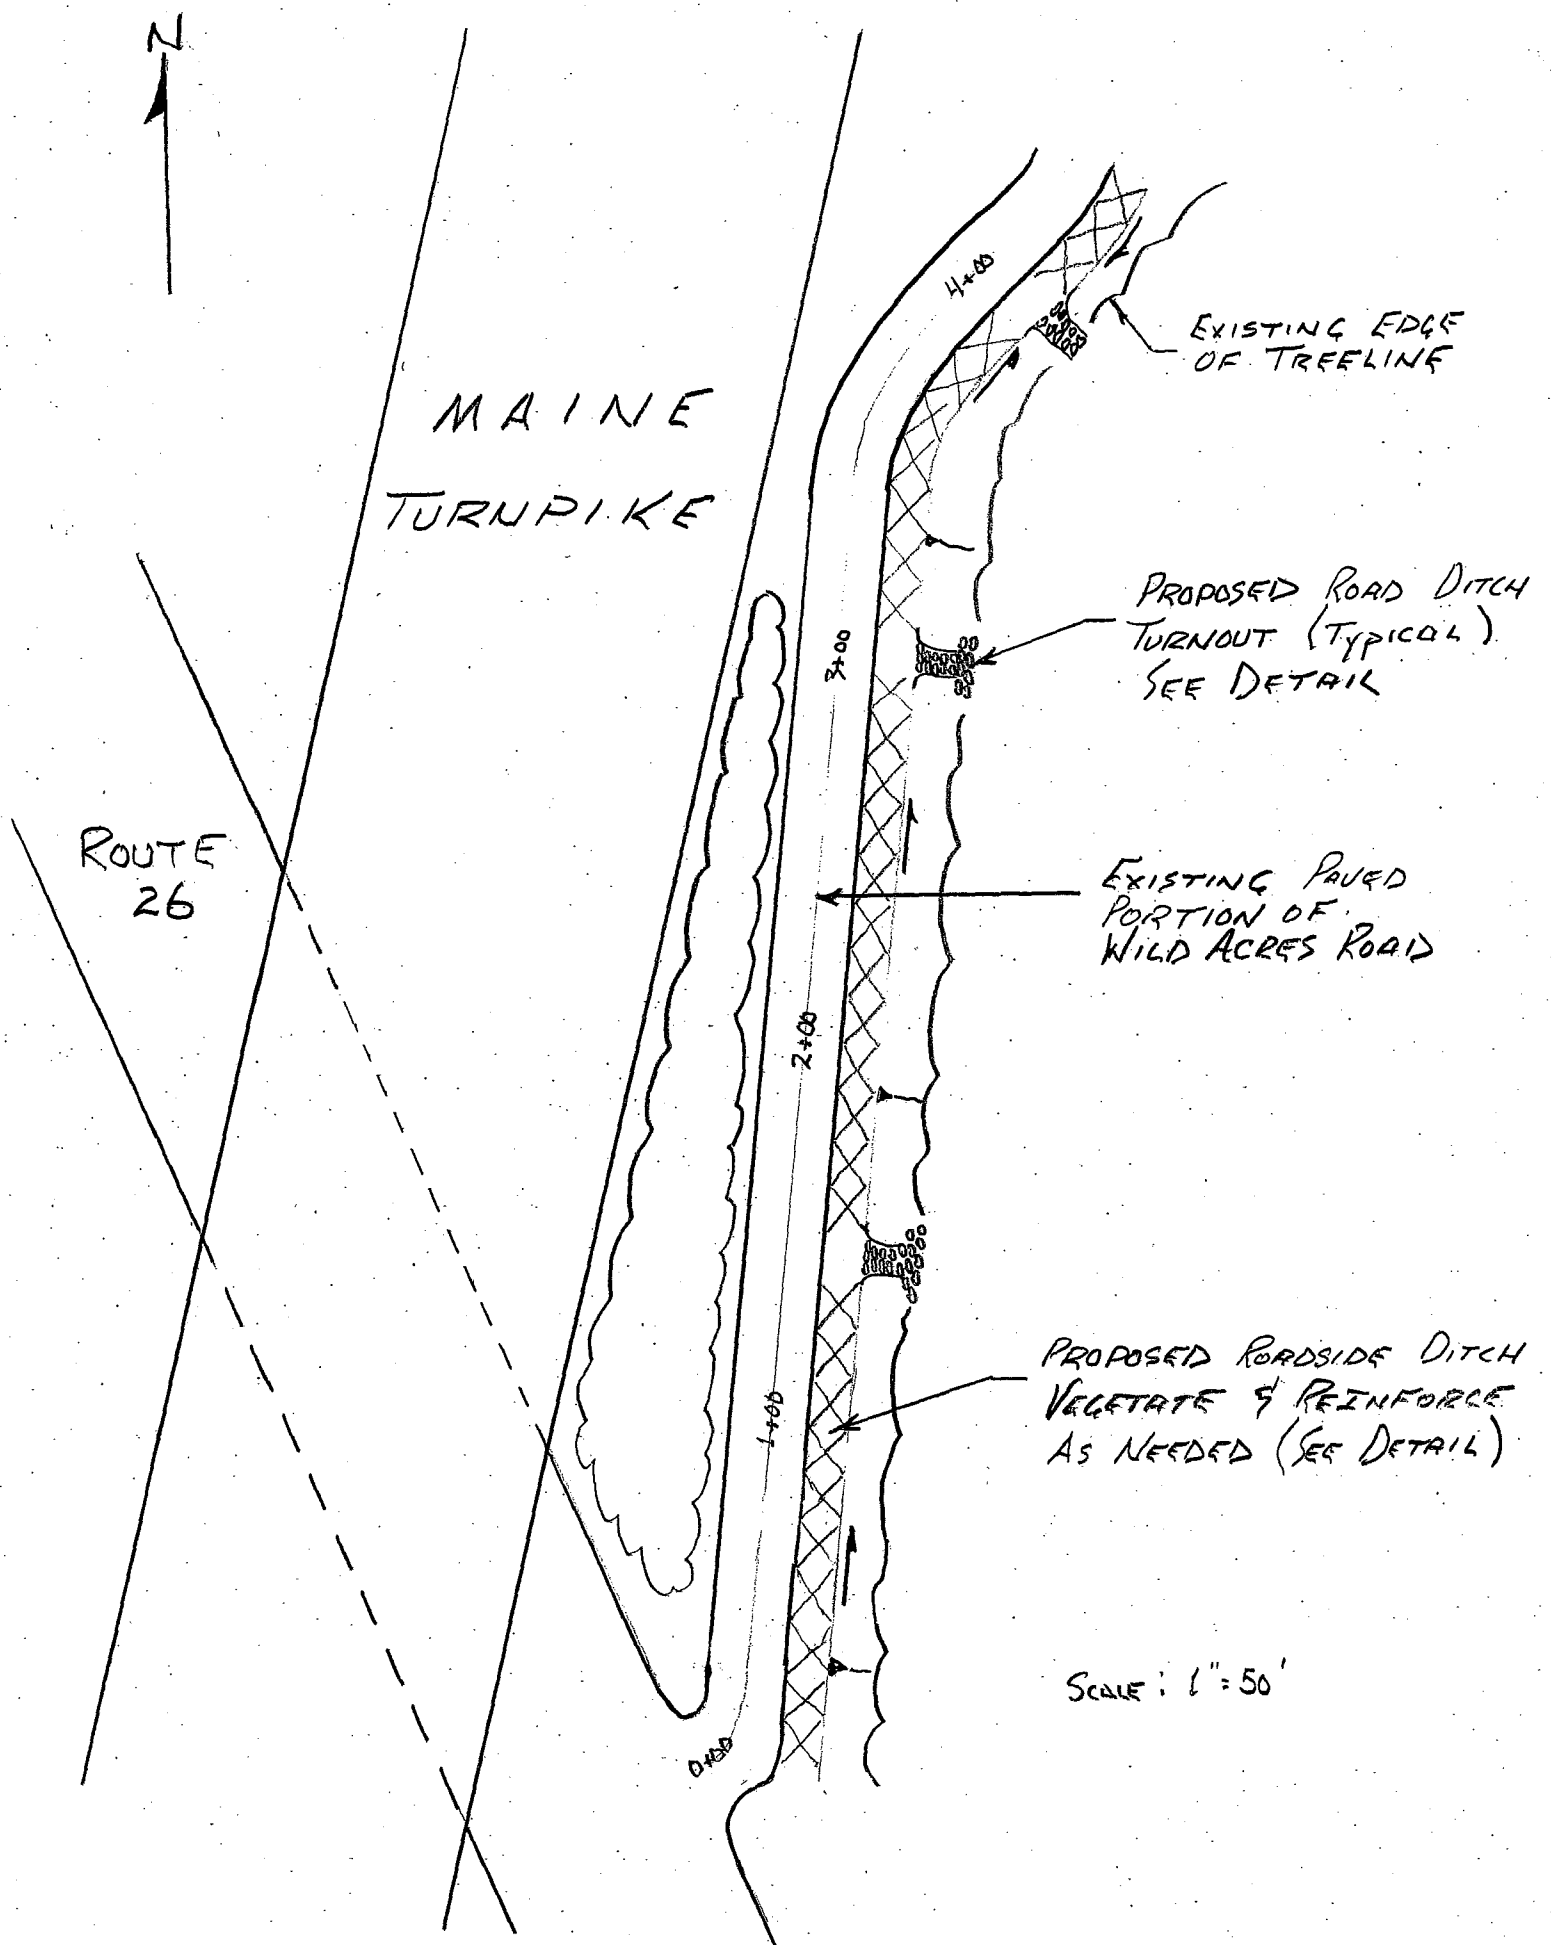 N
EXISTING EDGE
OF TREELINE
MAINE
TURNPIKE
4+00
PROPOSED ROAD DITCH
TURNOUT (TYPICAL)
SEE DETAIL
3+00
ROUTE
26
EXISTING PAVED
PORTION OF
WILD ACRES ROAD
2+00
PROPOSED ROADSIDE DITCH
VEGETATE & REINFORCE
AS NEEDED (SEE DETAIL)
1+00
SCALE: 1"=50'
0+00